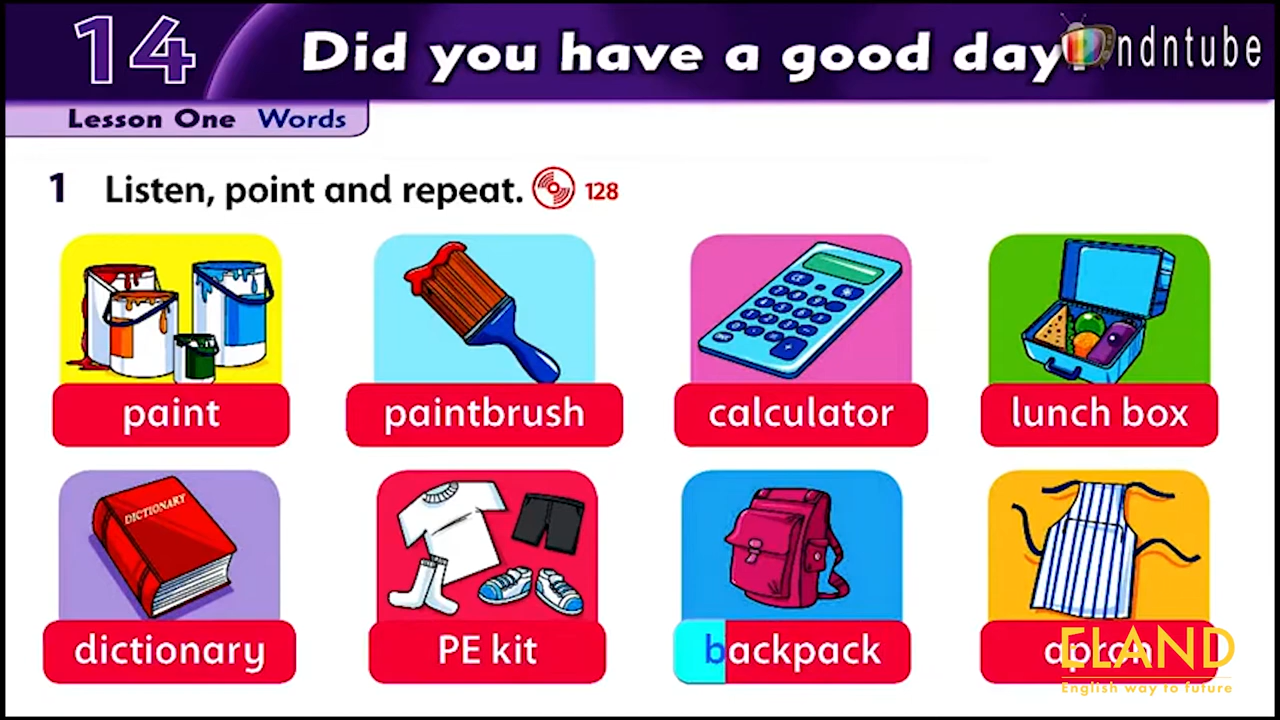 14 Did you have a good day
ndntube
Lesson One Words
1 Listen, point and repeat. 128
paint
paintbrush
calculator
lunch box
DICTIONARY
dictionary
PE kit
backpack
apron
ELAND
English way to future